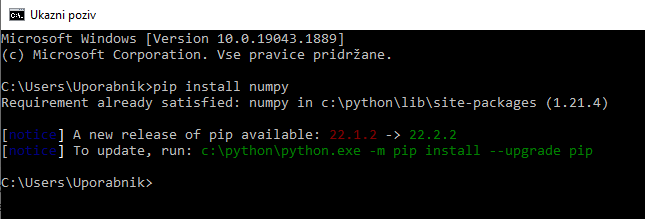 Ukazni poziv
Microsoft Windows [Version 10.0.19043.1889]
(c) Microsoft Corporation. Vse pravice pridržane.
C:\Users\Uporabnik>pip install numpy
Requirement already satisfied: numpy in c:\python\lib\site-packages (1.21.4)
[notice] A new release of pip available: 22.1.2 -> 22.2.2
[notice] To update, run: c:\python\python.exe -m pip install --upgrade pip
C:\Users\Uporabnik>